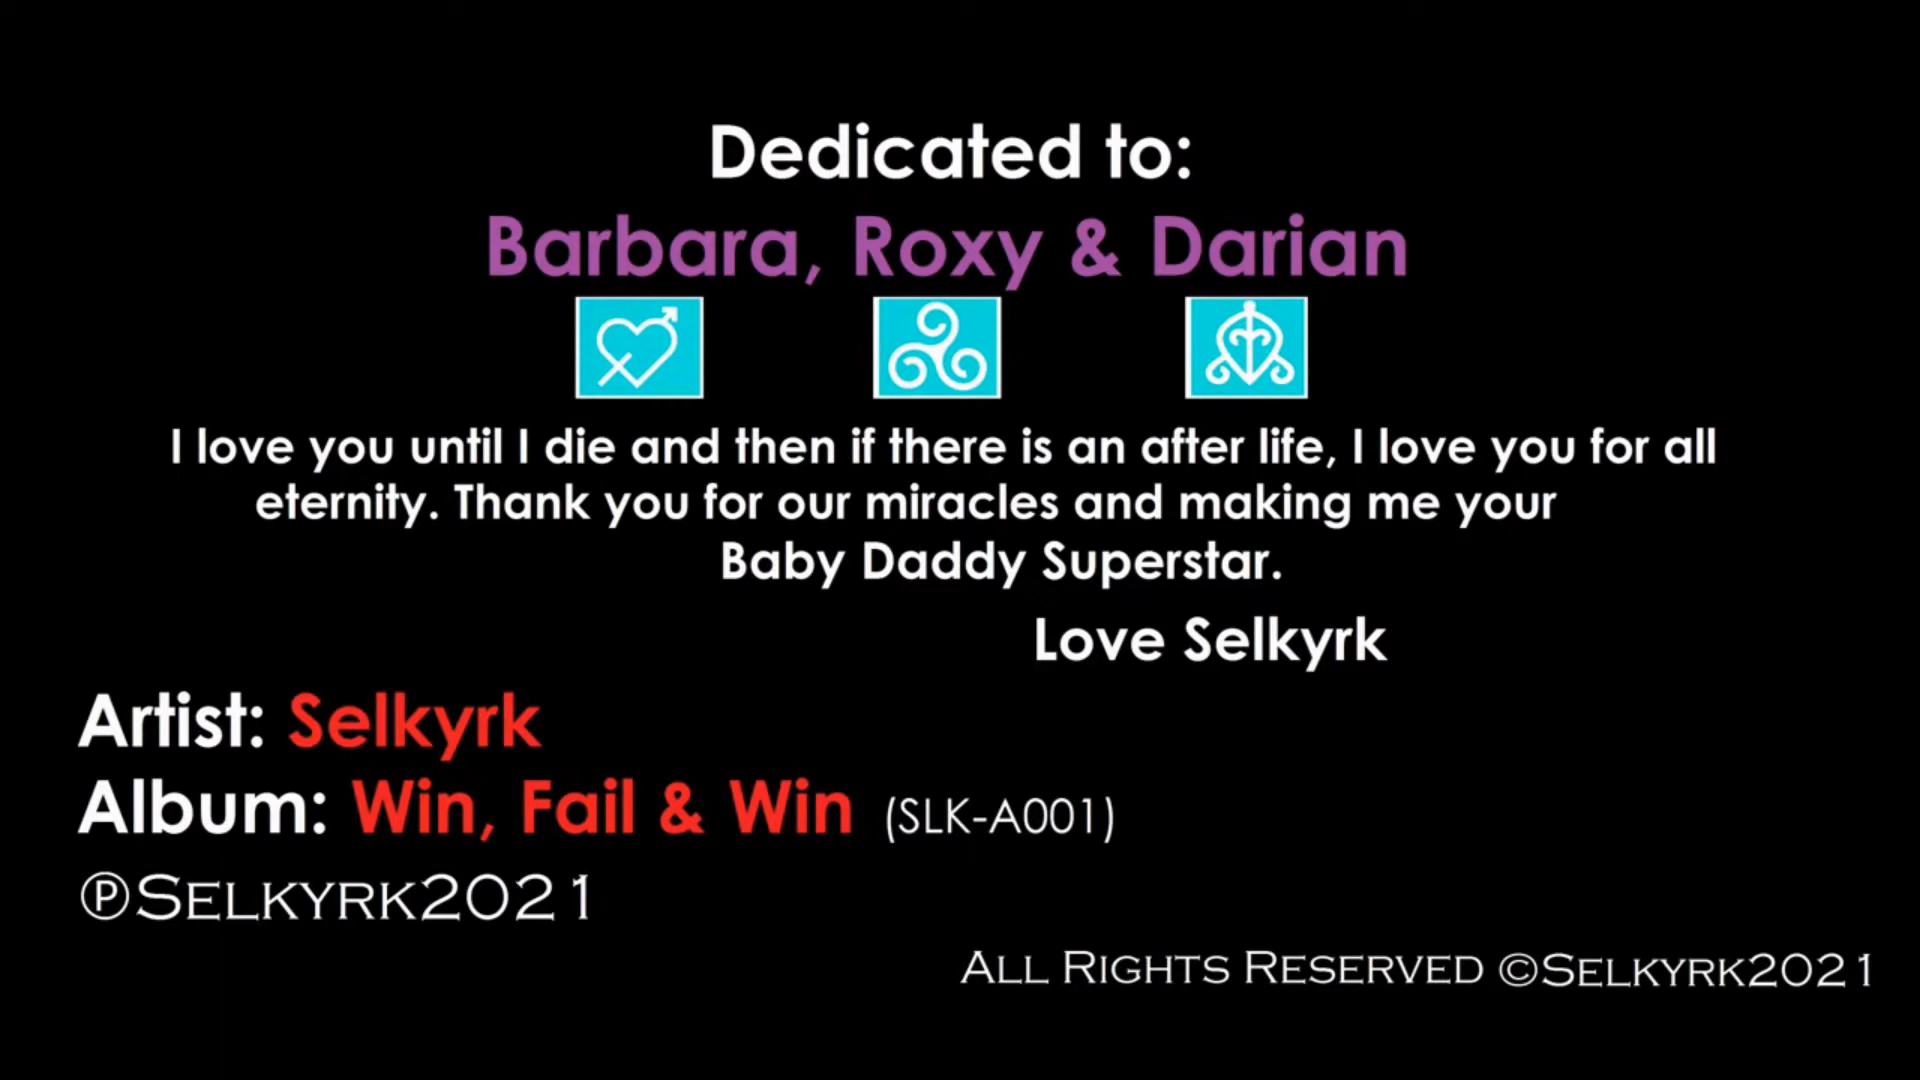 Dedicated to:
Barbara, Roxy & Darian
I love you until I die and then if there is an after life, I love you for all
eternity. Thank you for our miracles and making me your
Baby Daddy Superstar.
Love Selkyrk
Artist: Selkyrk
Album: Win, Fail & Win (SLK-A001)
℗SELKYRK2021
ALL RIGHTS RESERVED ©SELKYRK2021